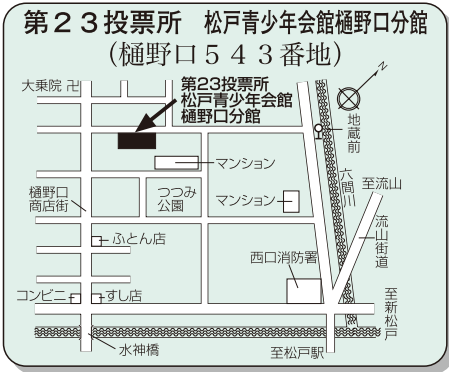 第２３投票所　松戸青少年会館樋野口分館
（樋野口５４３番地）
大乗院 卍
第23投票所
松戸青少年会館
樋野口分館
N
地蔵前
マンション
樋野口
商店街
つつみ
公園
マンション
六間川
至流山
流山街道
ふとん店
西口消防署
コンビニ
すし店
至新松戸
水神橋
至松戸駅